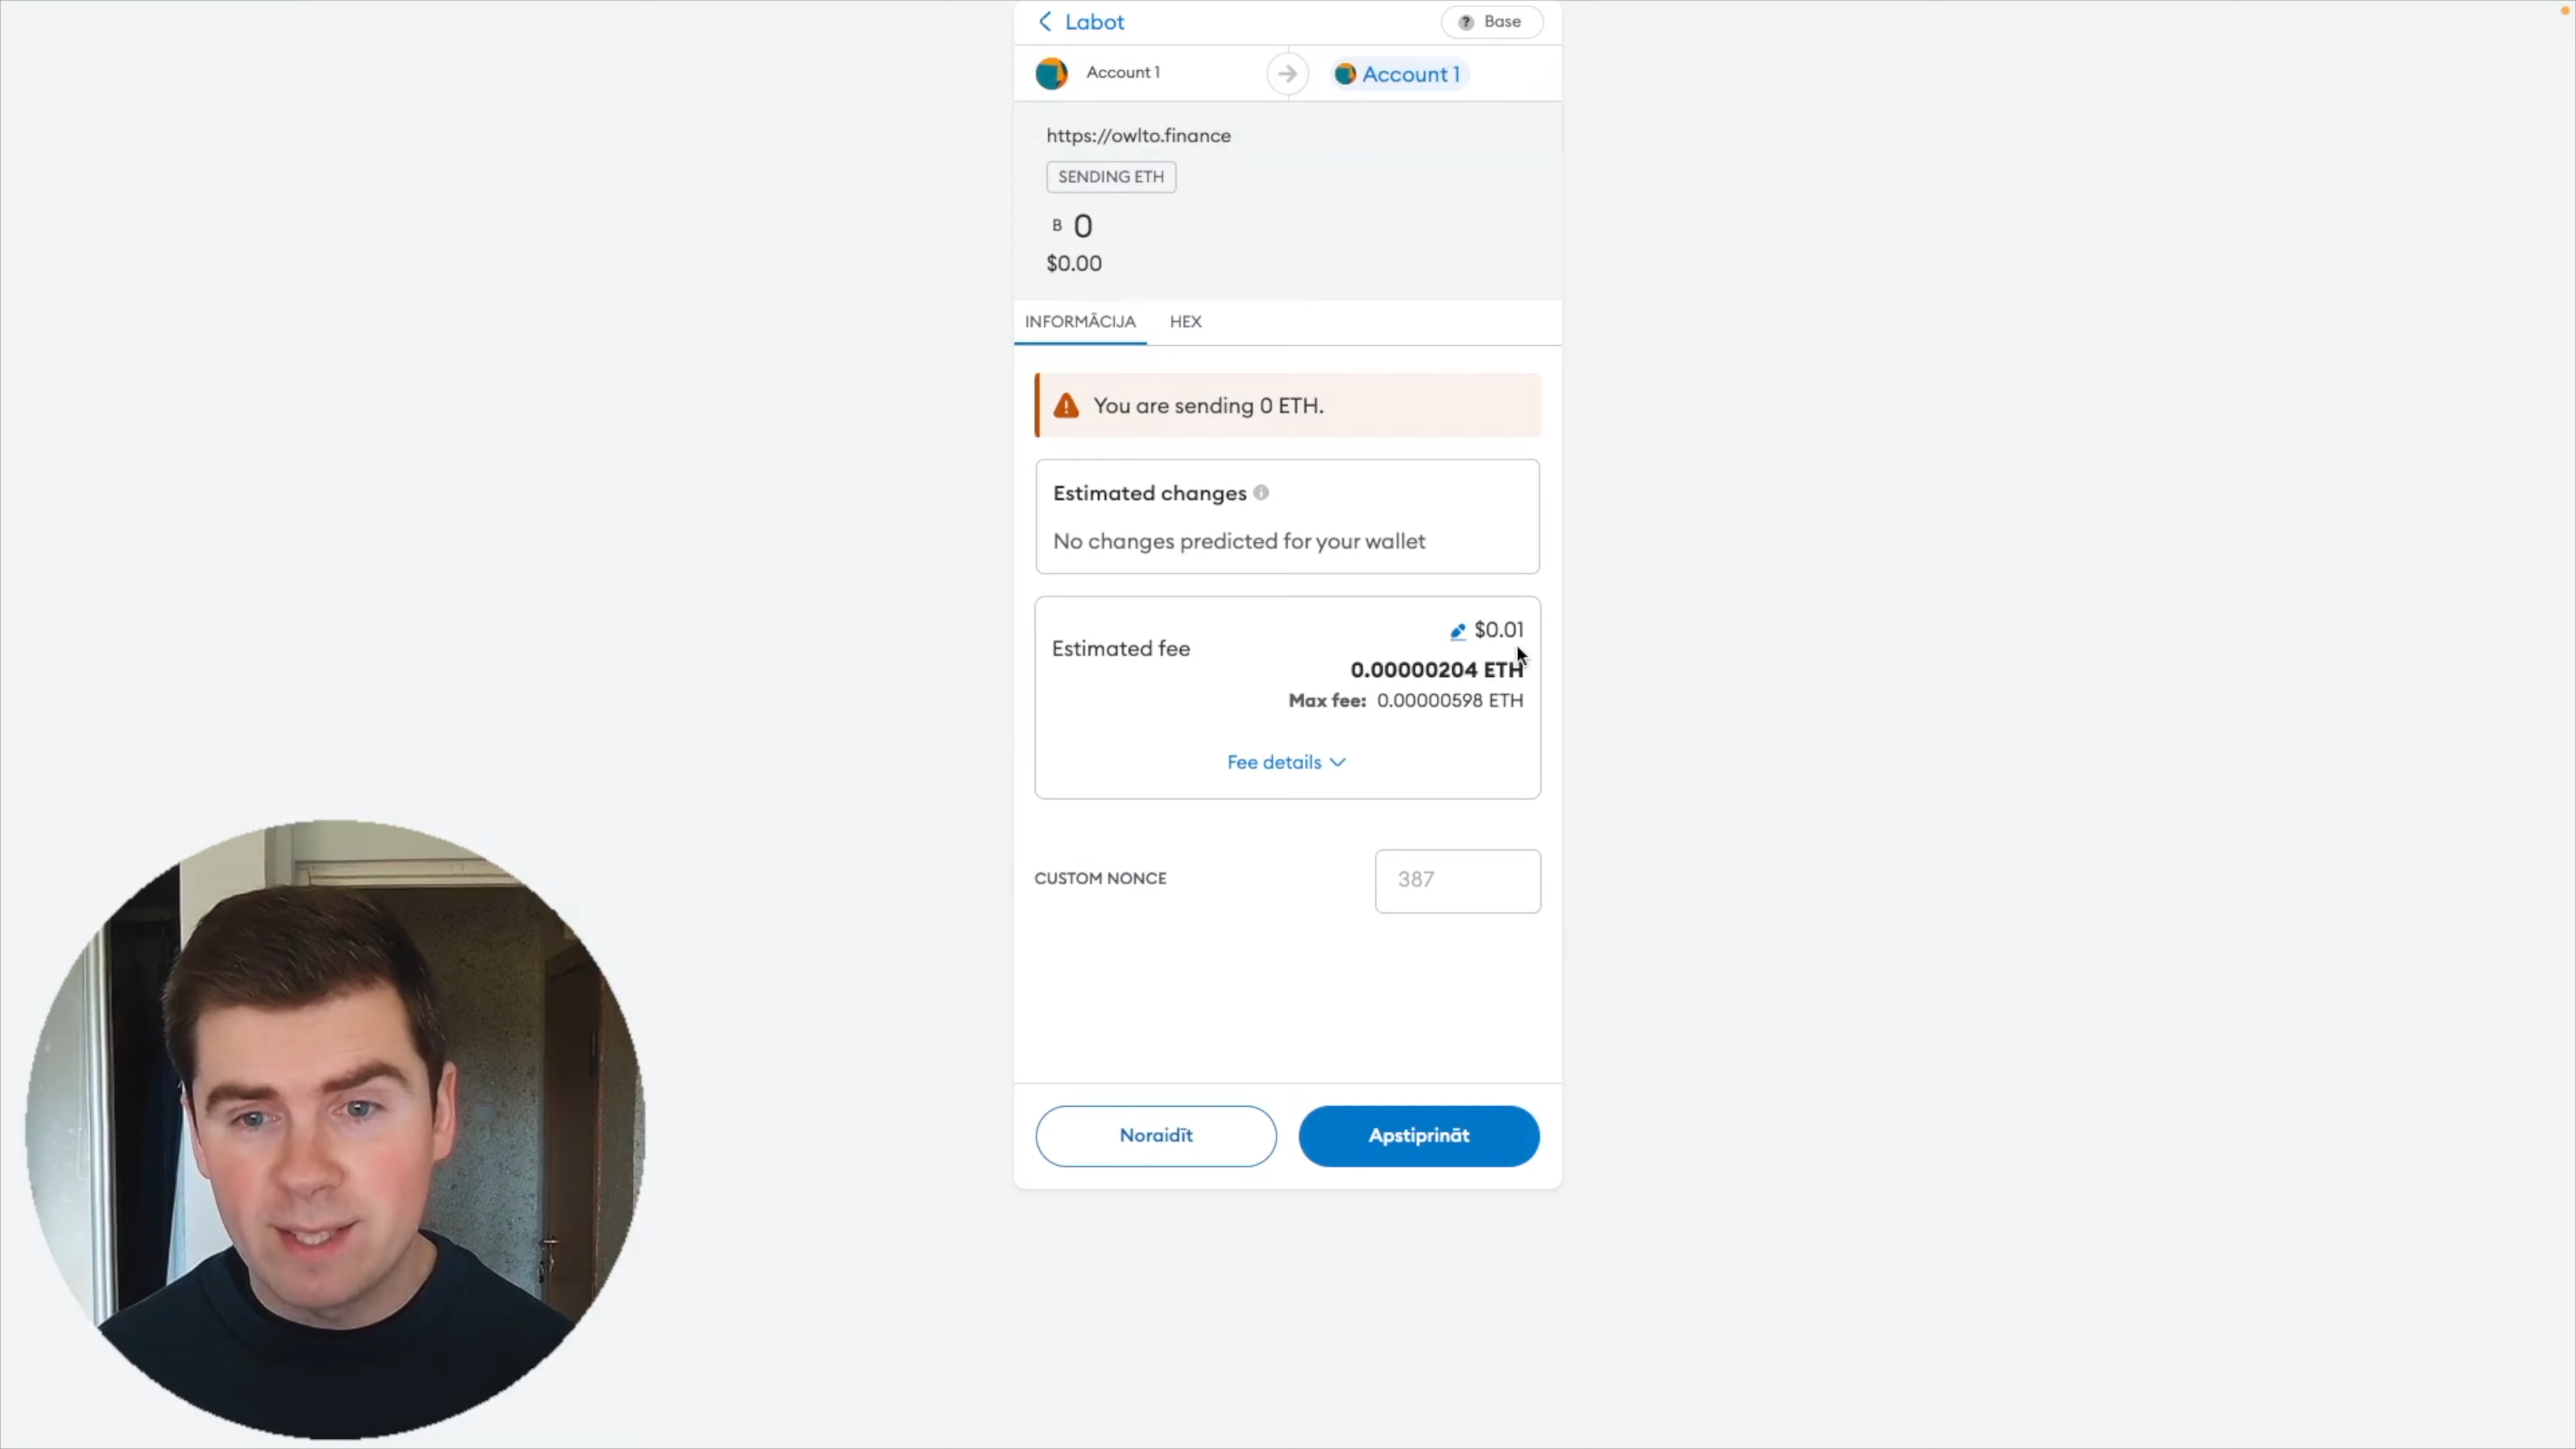 Labot
? Base
Account 1
Account 1
https://owlto.finance
SENDING ETH
B 0
$0.00
INFORMĀCIJA HEX
You are sending 0 ETH.
Estimated changes
No changes predicted for your wallet
$0.01
Estimated fee
0.00000204 ETH
Max fee: 0.00000598 ETH
Fee details
CUSTOM NONCE
387
Noraidīt
Apstiprināt